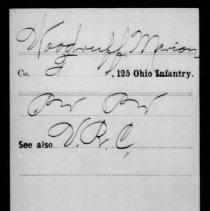 Woodruff, Marion
Co. G, 125 Ohio Infantry.
Pvt Pvt
See also V.R.C.